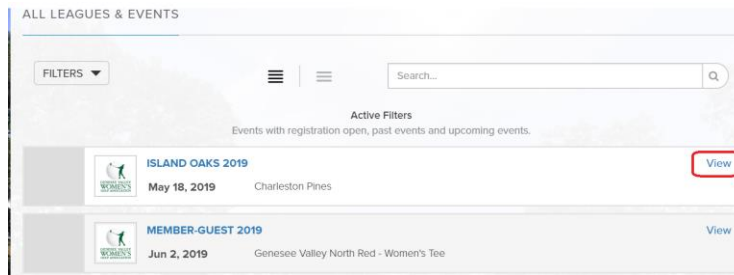 ALL LEAGUES & EVENTS
FILTERS
Search...
Active Filters
Events with registration open, past events and upcoming events.
ISLAND OAKS 2019
View
May 18, 2019
Charleston Pines
WOMEN'S
MEMBER-GUEST 2019
View
Jun 2, 2019
Genesee Valley North Red - Women's Tee
WOMEN'S